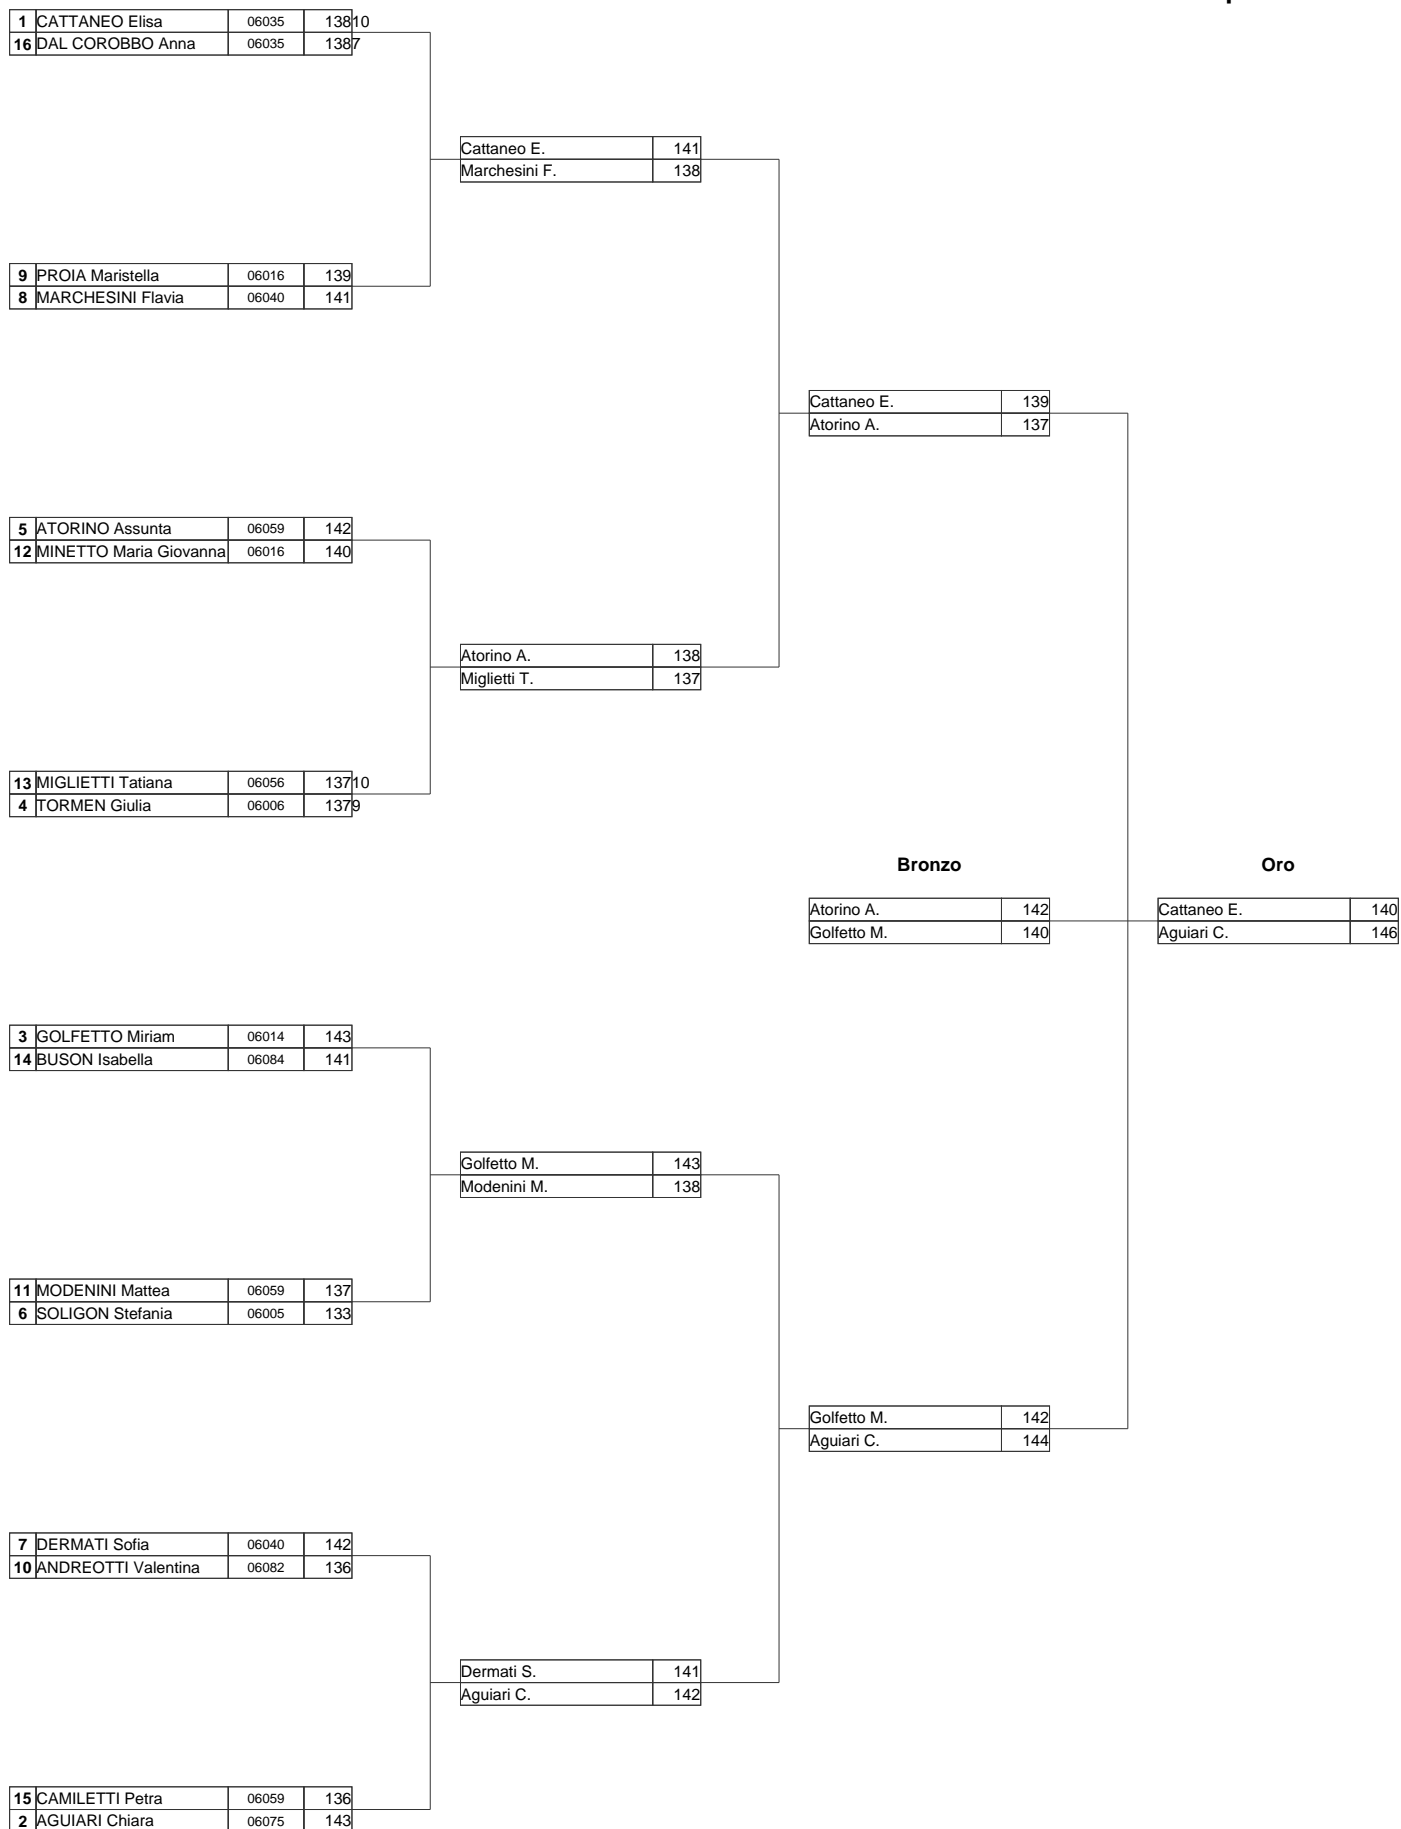 1 CATTANEO Elisa 06035 138 10
16 DAL COROBBO Anna 06035 138 7
Cattaneo E. 141
Marchesini F. 138
9 PROIA Maristella 06016 139
8 MARCHESINI Flavia 06040 141
Cattaneo E. 139
Atorino A. 137
5 ATORINO Assunta 06059 142
12 MINETTO Maria Giovanna 06016 140
Atorino A. 138
Miglietti T. 137
13 MIGLIETTI Tatiana 06056 137 10
4 TORMEN Giulia 06006 137 9
Bronzo Oro
Atorino A. 142 Cattaneo E. 140
Golfetto M. 140 Aguiari C. 146
3 GOLFETTO Miriam 06014 143
14 BUSON Isabella 06084 141
Golfetto M. 143
Modenini M. 138
11 MODENINI Mattea 06059 137
6 SOLIGON Stefania 06005 133
Golfetto M. 142
Aguiari C. 144
7 DERMATI Sofia 06040 142
10 ANDREOTTI Valentina 06082 136
Dermati S. 141
Aguiari C. 142
15 CAMILETTI Petra 06059 136
2 AGUIARI Chiara 06075 143